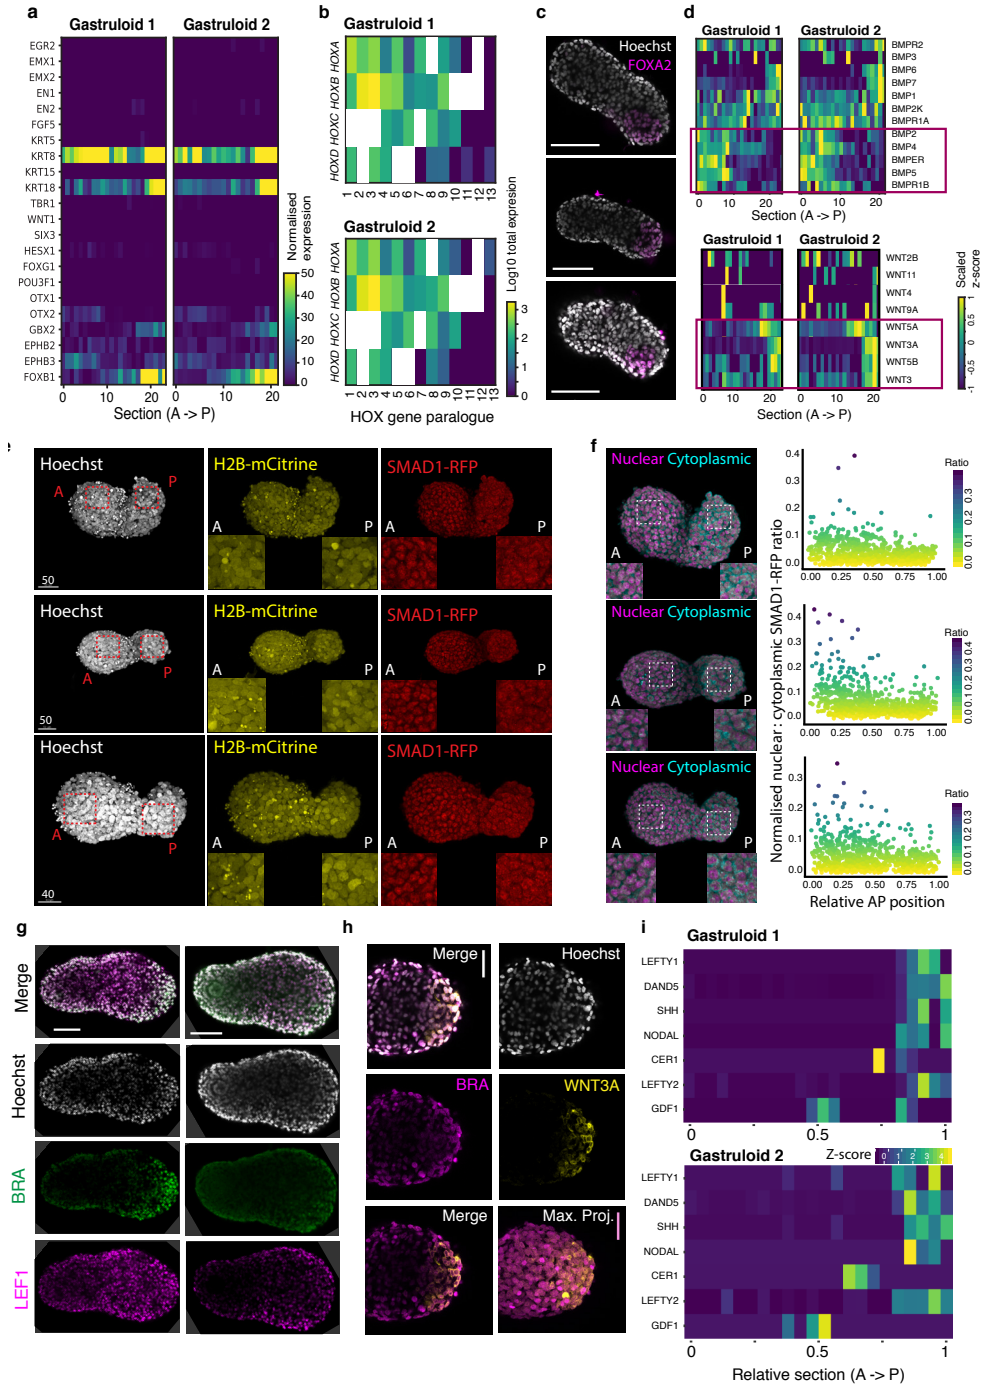 a
Gastruloid 1
Gastruloid 2
EGR2
EMX1
EMX2
EN1
EN2
FGF5
KRT5
KRT8
KRT15
KRT18
TBR1
WNT1
SIX3
HESX1
FOXG1
POU3F1
OTX1
OTX2
GBX2
EPHB2
EPHB3
FOXB1
0 10 20
0 10 20
Section (A -> P)
Normalised expression
50
40
30
20
10
0
b
Gastruloid 1
HOXA
HOXB
HOXC
HOXD
1 2 3 4 5 6 7 8 9 10 11 12 13
Gastruloid 2
HOXA
HOXB
HOXC
HOXD
1 2 3 4 5 6 7 8 9 10 11 12 13
HOX gene paralogue
Log10 total expression
3
2
1
0
c
Hoechst
FOXA2
d
Gastruloid 1
Gastruloid 2
BMPR2
BMP3
BMP6
BMP7
BMP1
BMP2K
BMPR1A
BMP2
BMP4
BMPER
BMP5
BMPR1B
0 10 20
0 10 20
Section (A -> P)
Gastruloid 1
Gastruloid 2
WNT2B
WNT11
WNT4
WNT9A
WNT5A
WNT3A
WNT5B
WNT3
0 10 20
0 10 20
Section (A -> P)
Scaled z-score
1
0
-1
Hoechst
A
P
50
H2B-mCitrine
A
P
SMAD1-RFP
Hoechst
A
P
50
H2B-mCitrine
A
P
SMAD1-RFP
Hoechst
A
P
40
H2B-mCitrine
A
P
SMAD1-RFP
f
Nuclear Cytoplasmic
A
P
Nuclear Cytoplasmic
A
P
Nuclear Cytoplasmic
A
P
Normalised nuclear : cytoplasmic SMAD1-RFP ratio
0.4
0.3
0.2
0.1
0.0
0.00 0.25 0.50 0.75 1.00
Ratio
0.0 0.1 0.2 0.3 0.4
0.4
0.3
0.2
0.1
0.0
0.00 0.25 0.50 0.75 1.00
Ratio
0.0 0.1 0.2 0.3 0.4
0.3
0.2
0.1
0.0
0.00 0.25 0.50 0.75 1.00
Ratio
0.0 0.1 0.2 0.3
Relative AP position
g
Merge
Hoechst
BRA
LEF1
h
Merge
Hoechst
BRA
WNT3A
Merge
Max. Proj.
i
Gastruloid 1
LEFTY1
DAND5
SHH
NODAL
CER1
LEFTY2
GDF1
0 0.5 1
Gastruloid 2
Z-score
0 1 2 3 4
LEFTY1
DAND5
SHH
NODAL
CER1
LEFTY2
GDF1
0 0.5 1
Relative section (A -> P)